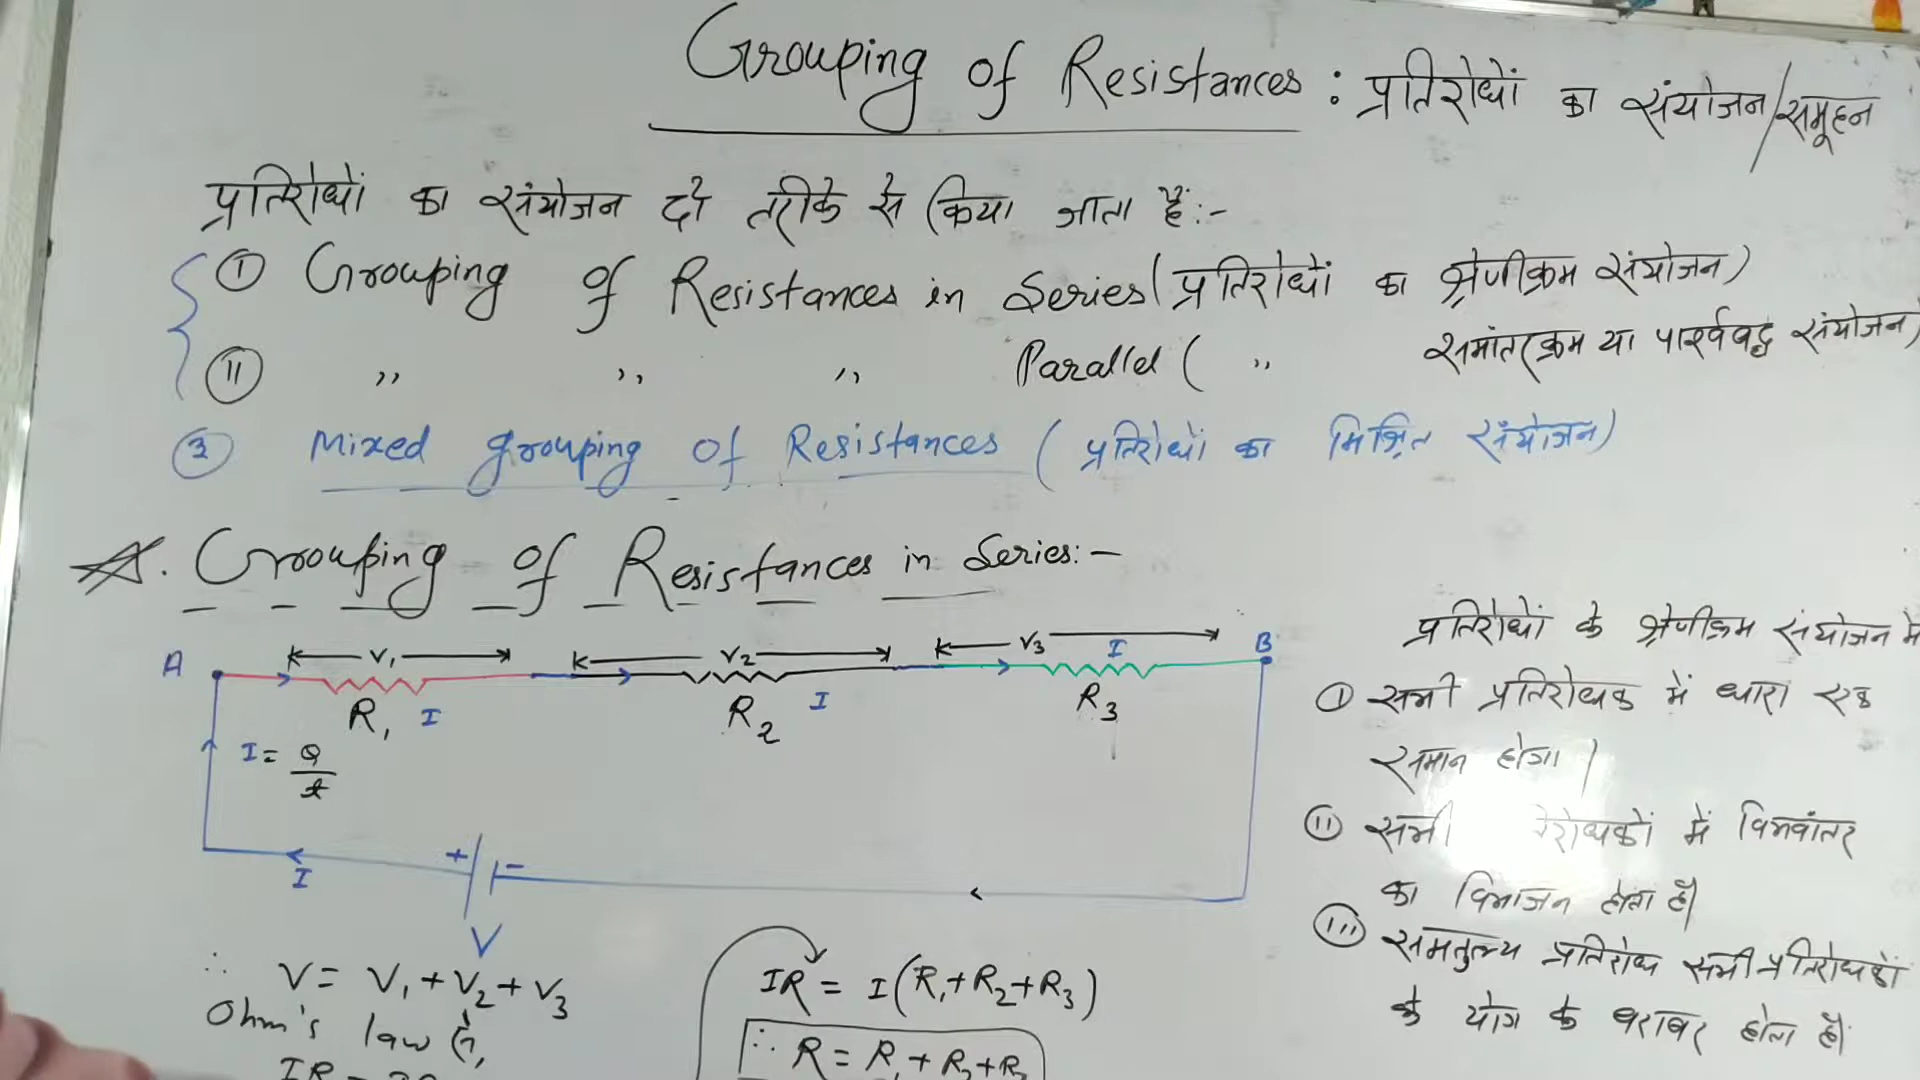 Grouping of Resistances : प्रतिरोधों का संयोजन/समूहन
प्रतिरोधों का संयोजन दो तरीके से किया जाता है:-
① Grouping of Resistances in Series (प्रतिरोधों का श्रेणीक्रम संयोजन)
(ii) ,, ,, ,, Parallel ( ,, समांतरक्रम या पार्श्वबद्ध संयोजन)
③ Mixed grouping of Resistances (प्रतिरोधों का मिश्रित संयोजन)
A. Grouping of Resistances in Series:-
A V₁ V₂ V₃ I B
R₁ I R₂ I R₃
I = Q/t
+ -
I
V
∴ V = V₁ + V₂ + V₃
Ohm's law से,
IR = I(R₁+R₂+R₃)
∴ R = R₁ + R₂ + R₃
प्रतिरोधों के श्रेणीक्रम संयोजन में
① सभी प्रतिरोधक में धारा एक
समान होगा।
(ii) सभी रोधकों में विभवांतर
का विभाजन होता है।
(iii) समतुल्य प्रतिरोध सभी प्रतिरोधकों
के योग के बराबर होता है।